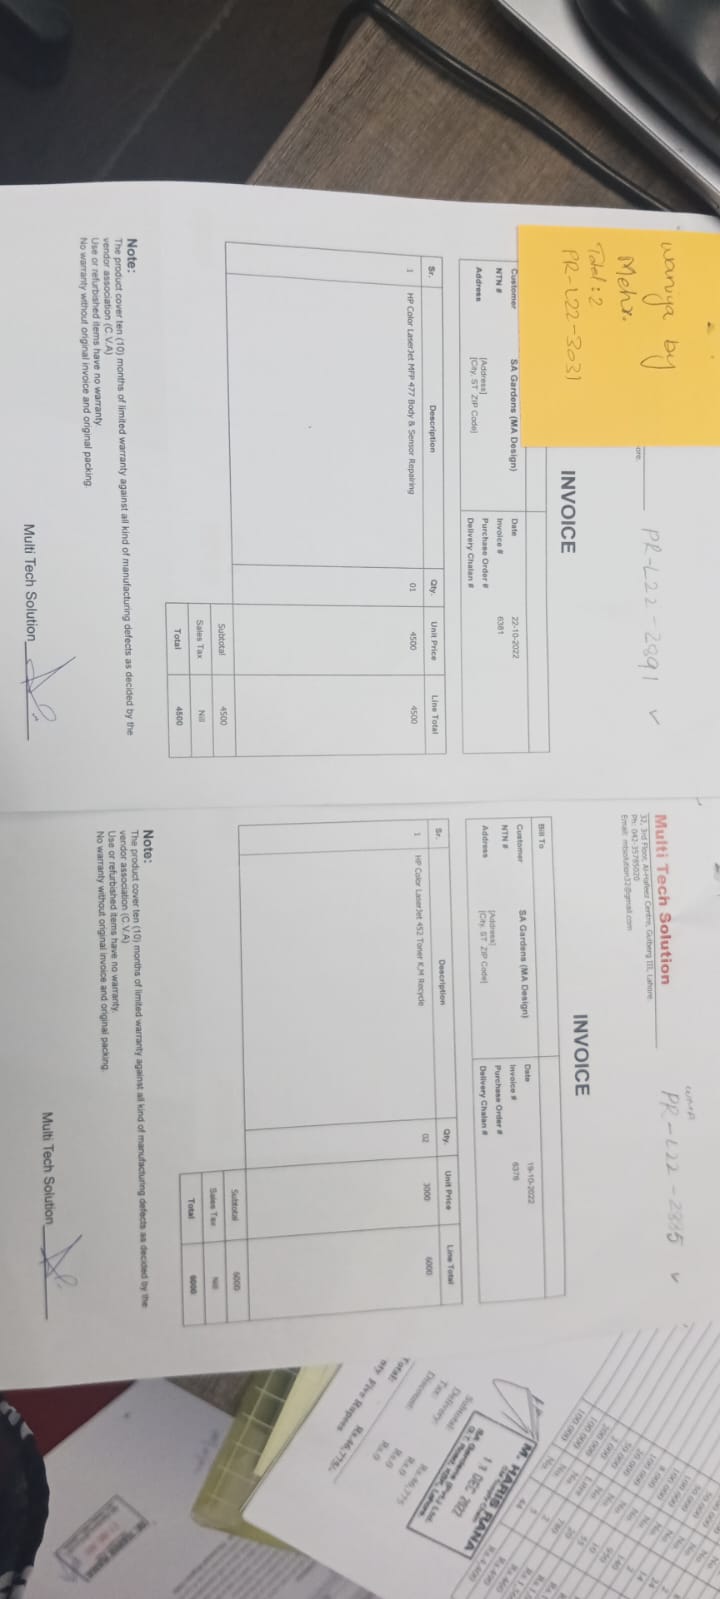 wanya by
Mehr.
Total : 2
PR-L22-3031
PR-L22-2891 ✓
ore.
INVOICE
Customer SA Gardens (MA Design) Date 22-10-2022
NTN # Invoice # 6381
Address [Address] Purchase Order #
[City, ST ZIP Code] Delivery Chalan #
Sr. Description Qty. Unit Price Line Total
1 HP Color LaserJet MFP 477 Body & Sensor Repairing 01 4500 4500
Subtotal 4500
Sales Tax Nill
Total 4500
Note:
The product cover ten (10) months of limited warranty against all kind of manufacturing defects as decided by the
vendor association (C.V.A)
Use or refurbished items have no warranty.
No warranty without original invoice and original packing.
Multi Tech Solution
PR-L22-2885 ✓
Multi Tech Solution
32, 3rd Floor, Al-Hafeez Centre, Gulberg III, Lahore.
Ph: 042-35785020
Email: mtsolution32@gmail.com
INVOICE
Bill To
Customer SA Gardens (MA Design) Date 19-10-2022
NTN # Invoice # 6376
Address [Address] Purchase Order #
[City, ST ZIP Code] Delivery Chalan #
Sr. Description Qty. Unit Price Line Total
1 HP Color LaserJet 452 Toner K,M Recycle 02 3000 6000
Subtotal 6000
Sales Tax Nill
Total 6000
Note:
The product cover ten (10) months of limited warranty against all kind of manufacturing defects as decided by the
vendor association (C.V.A)
Use or refurbished items have no warranty.
No warranty without original invoice and original packing.
Multi Tech Solution
Subtotal: Rs.46,775
Delivery: Rs.0
Tax: Rs.0
Discount: Rs.0
Total: Rs.46,775/-
Five Rupees
M. HARIS RANA
13 DEC 2022